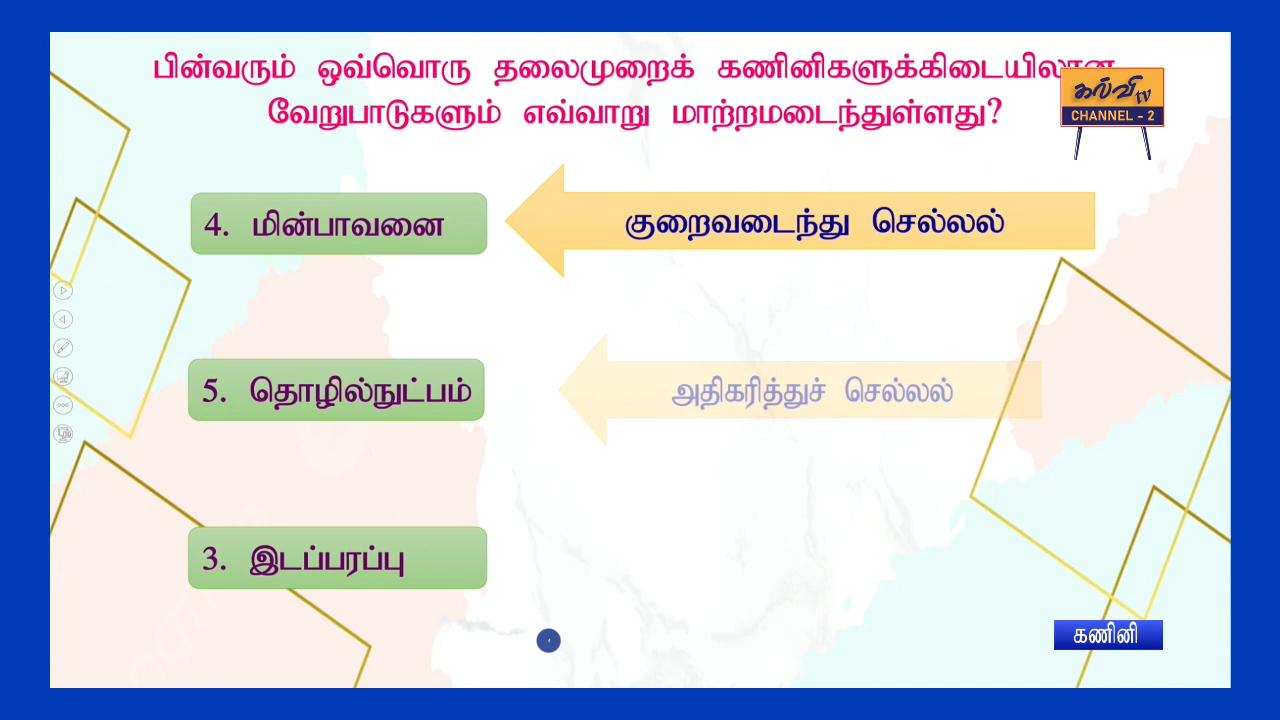 பின்வரும் ஒவ்வொரு தலைமுறைக் கணினிகளுக்கிடையிலான
வேறுபாடுகளும் எவ்வாறு மாற்றமடைந்துள்ளது?
கல்வி tv
CHANNEL - 2
4. மின்பாவனை
குறைவடைந்து செல்லல்
5. தொழில்நுட்பம்
அதிகரித்துச் செல்லல்
3. இடப்பரப்பு
கணினி